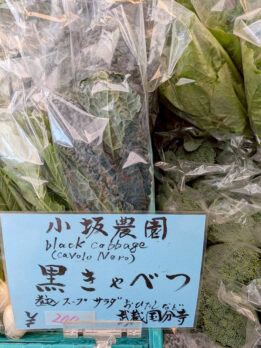 小坂農園
black cabbage
(cavolo Nero)
黒きゃべつ
スープ サラダ おひたしなど
¥200 武蔵国分寺